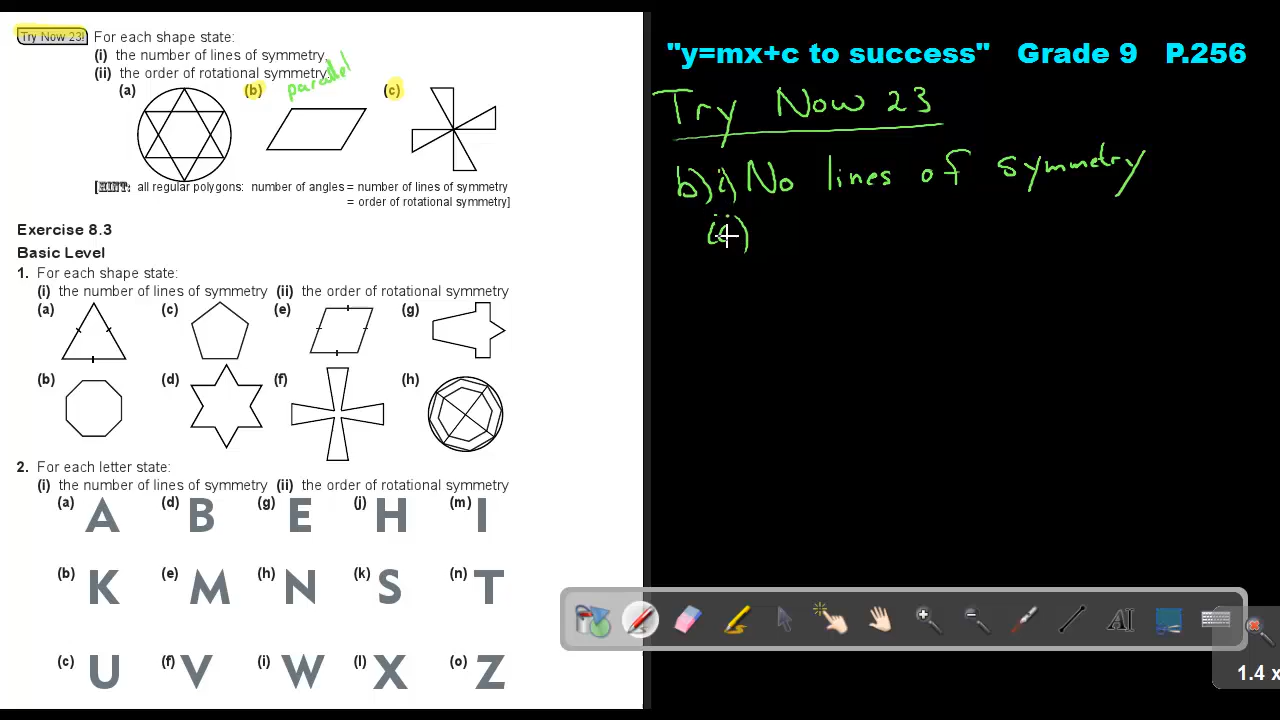 Try Now 23! For each shape state:
(i) the number of lines of symmetry
(ii) the order of rotational symmetry.
(a) (b) parallel (c)
[HINT: all regular polygons: number of angles = number of lines of symmetry
= order of rotational symmetry]
Exercise 8.3
Basic Level
1. For each shape state:
(i) the number of lines of symmetry (ii) the order of rotational symmetry
(a) (c) (e) (g)
(b) (d) (f) (h)
2. For each letter state:
(i) the number of lines of symmetry (ii) the order of rotational symmetry
(a) A (d) B (g) E (j) H (m) I
(b) K (e) M (h) N (k) S (n) T
(c) U (f) V (i) W (l) X (o) Z
"y=mx+c to success" Grade 9 P.256
Try Now 23
b) i) No lines of symmetry
(ii)
AI
1.4 x